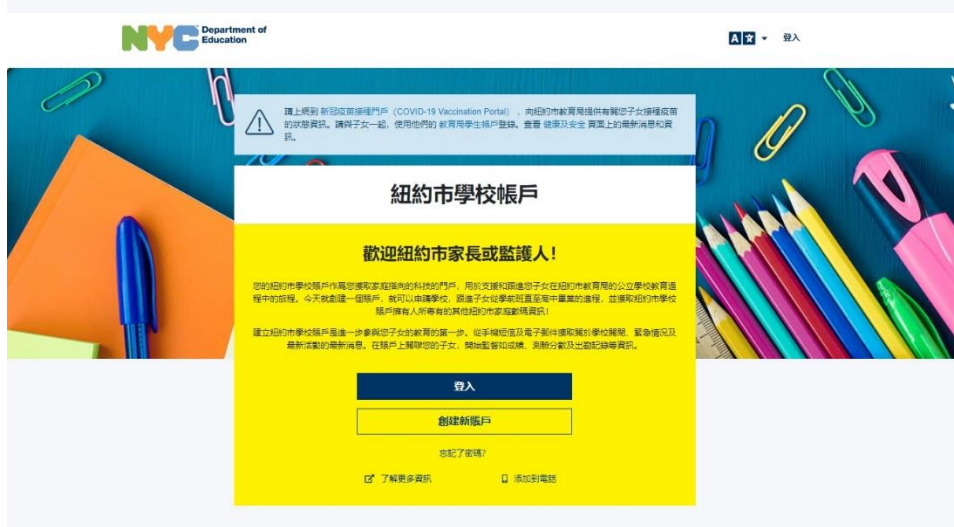 NYC Department of
Education
登入
請上網到 新冠疫苗接種門戶 (COVID-19 Vaccination Portal) ，向紐約市教育局提供有關您子女接種疫苗
的狀態資訊。請與子女一起，使用他們的 教育局學生帳戶登錄。查看 健康及安全 頁面上的最新消息和資
訊。
紐約市學校帳戶
歡迎紐約市家長或監護人！
您的紐約市學校賬戶作爲您獲取家庭指向的科技的門戶，用於支援和跟進您子女在紐約市教育局的公立學校教育過
程中的旅程。今天就創建一個賬戶，就可以申請學校，跟進子女從學前班直至高中畢業的進程，並獲取紐約市學校
賬戶擁有人所專有的其他紐約市家庭數碼資訊！
建立紐約市學校賬戶是進一步參與您子女的教育的第一步。從手機短信及電子郵件獲取關於學校關閉、緊急情況及
最新活動的最新消息。在賬戶上關聯您的子女，開始監督如成績、測驗分數及出勤記錄等資訊。
登入
創建新賬戶
忘記了密碼?
了解更多資訊
添加到電話